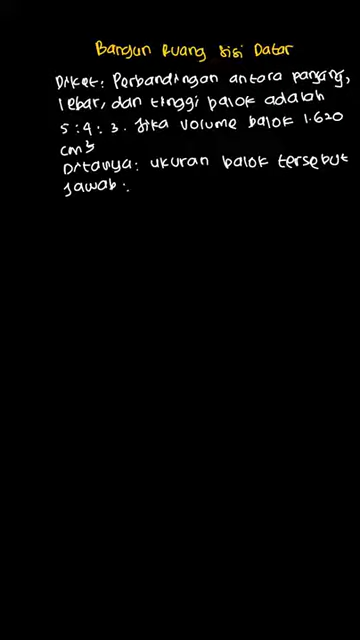 Bangun Ruang Sisi Datar
Diket: Perbandingan antara panjang,
lebar, dan tinggi balok adalah
5:4:3. Jika volume balok 1.620
cm3
Ditanya: ukuran balok tersebut
Jawab: